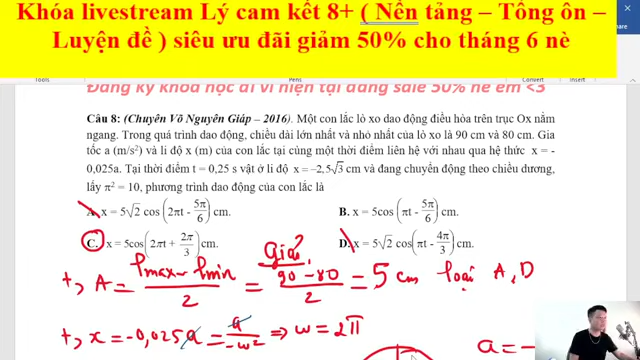 Khóa livestream Lý cam kết 8+ ( Nền tảng – Tổng ôn –
Luyện đề ) siêu ưu đãi giảm 50% cho tháng 6 nè
Tools
Pens
Convert
Insert
Đăng ký khóa học đi vì hiện tại đang sale 50% nè em <3
Câu 8: (Chuyên Võ Nguyên Giáp – 2016). Một con lắc lò xo dao động điều hòa trên trục Ox nằm
ngang. Trong quá trình dao động, chiều dài lớn nhất và nhỏ nhất của lò xo là 90 cm và 80 cm. Gia
tốc a (m/s²) và li độ x (m) của con lắc tại cùng một thời điểm liên hệ với nhau qua hệ thức x = -
0,025a. Tại thời điểm t = 0,25 s vật ở li độ x = –2,5√3 cm và đang chuyển động theo chiều dương,
lấy π² = 10, phương trình dao động của con lắc là
A. x = 5√2 cos(2πt - 5π/6) cm. B. x = 5cos(πt - 5π/6) cm.
C. x = 5cos(2πt + 2π/3) cm. D. x = 5√2 cos(πt - 4π/3) cm.
Giải
+, A = (lmax - lmin)/2 = (90 - 80)/2 = 5 cm loại A, D
+, x = -0,025a = a/-ω² => ω = 2π
a = -